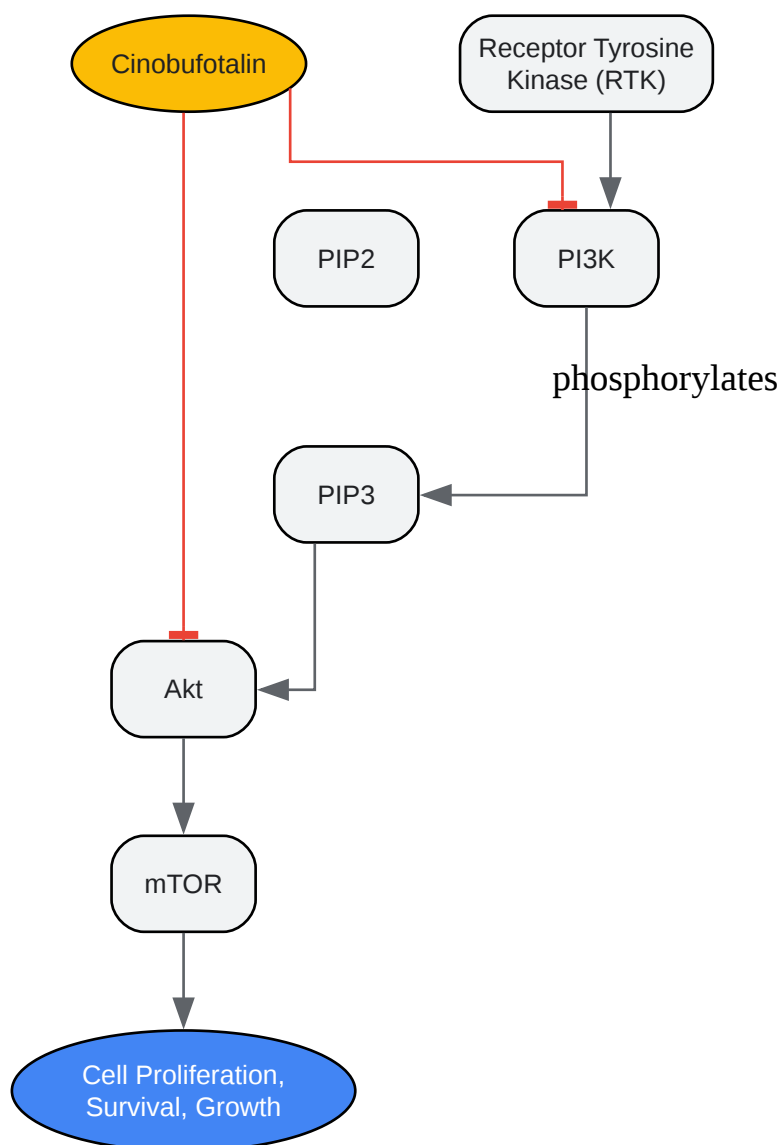 Cinobufotalin
Receptor Tyrosine
Kinase (RTK)
PIP2
PI3K
phosphorylates
PIP3
Akt
mTOR
Cell Proliferation,
Survival, Growth